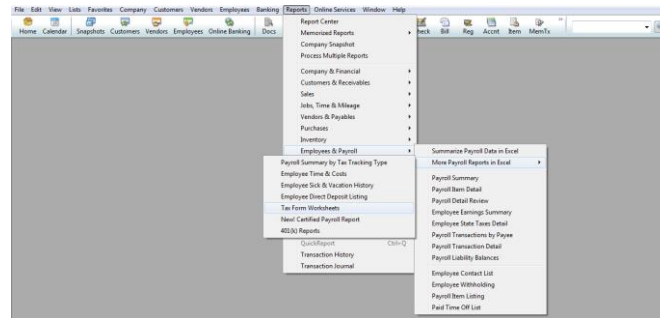 File Edit View Lists Favorites Company Customers Vendors Employees Banking Reports Online Services Window Help
Home Calendar Snapshots Customers Vendors Employees Online Banking Docs Check Bill Reg Accnt Item MemTx
Report Center
Memorized Reports
Company Snapshot
Process Multiple Reports
Company & Financial
Customers & Receivables
Sales
Jobs, Time & Mileage
Vendors & Payables
Purchases
Inventory
Employees & Payroll
Summarize Payroll Data in Excel
More Payroll Reports in Excel
Payroll Summary by Tax Tracking Type
Employee Time & Costs
Employee Sick & Vacation History
Employee Direct Deposit Listing
Tax Form Worksheets
New! Certified Payroll Report
401(k) Reports
Payroll Summary
Payroll Item Detail
Payroll Detail Review
Employee Earnings Summary
Employee State Taxes Detail
Payroll Transactions by Payee
Payroll Transaction Detail
Payroll Liability Balances
QuickReport Ctrl+Q
Transaction History
Transaction Journal
Employee Contact List
Employee Withholding
Payroll Item Listing
Paid Time Off List